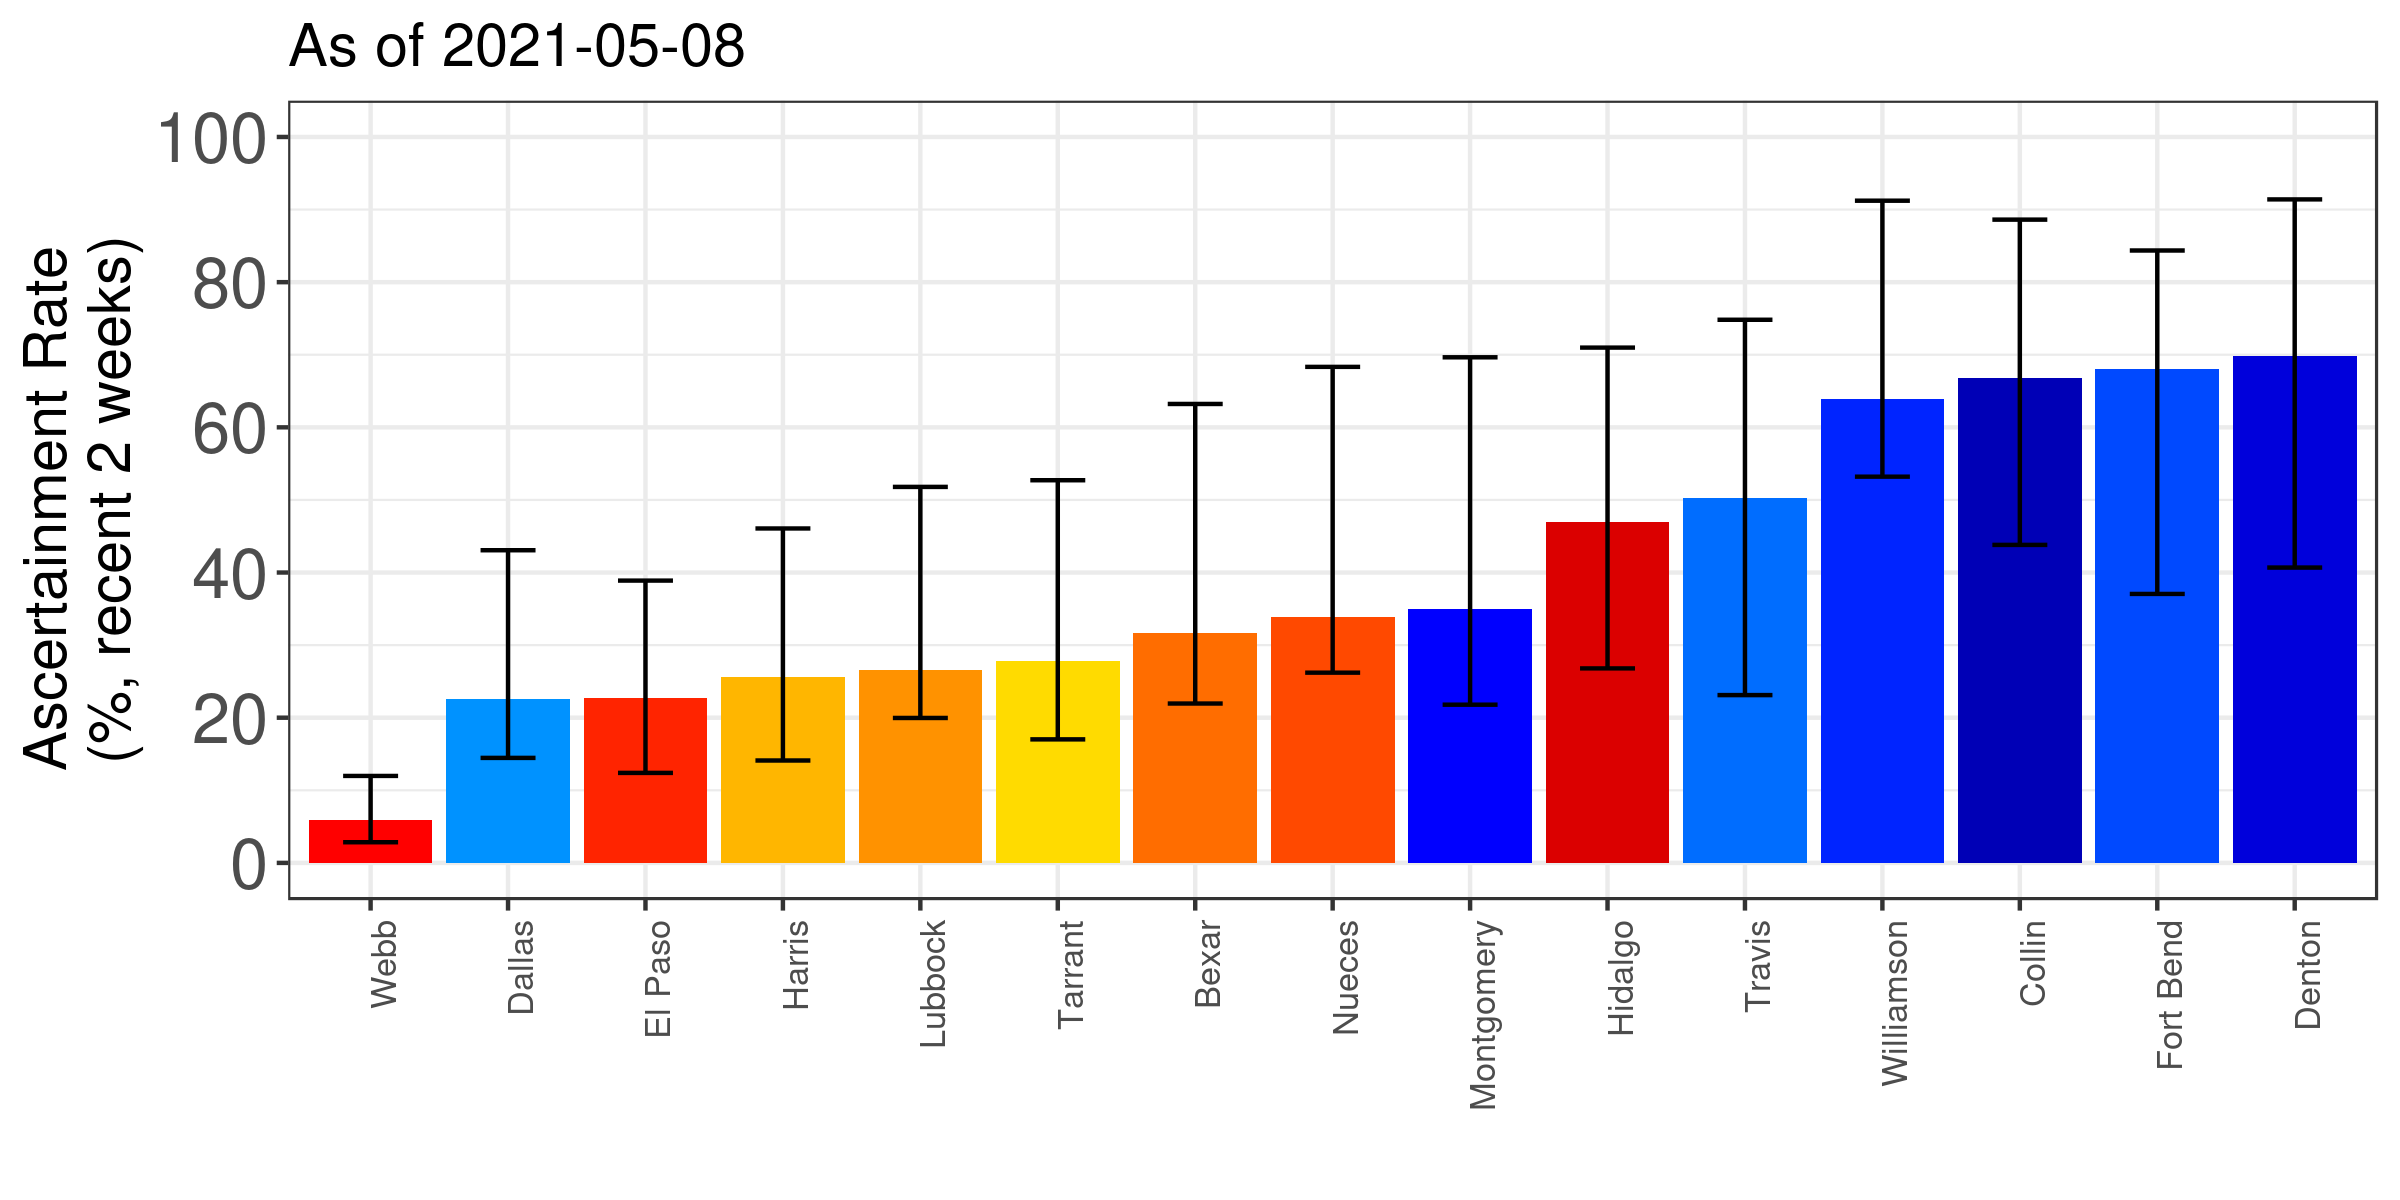 As of 2021-05-08
Ascertainment Rate
(%, recent 2 weeks)
100
80
60
40
20
0
Webb
Dallas
El Paso
Harris
Lubbock
Tarrant
Bexar
Nueces
Montgomery
Hidalgo
Travis
Williamson
Collin
Fort Bend
Denton